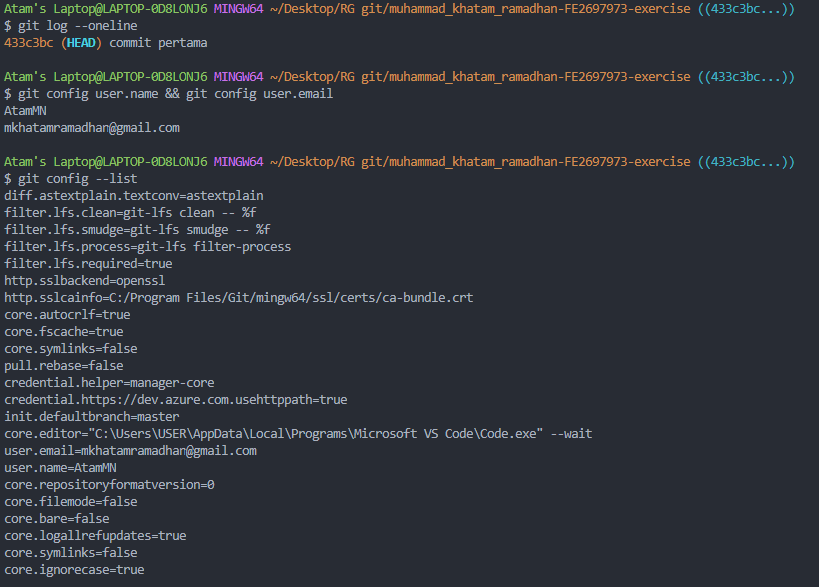 Atam's Laptop@LAPTOP-0D8LONJ6 MINGW64 ~/Desktop/RG git/muhammad_khatam_ramadhan-FE2697973-exercise ((433c3bc...))
$ git log --oneline
433c3bc (HEAD) commit pertama
Atam's Laptop@LAPTOP-0D8LONJ6 MINGW64 ~/Desktop/RG git/muhammad_khatam_ramadhan-FE2697973-exercise ((433c3bc...))
$ git config user.name && git config user.email
AtamMN
mkhatamramadhan@gmail.com
Atam's Laptop@LAPTOP-0D8LONJ6 MINGW64 ~/Desktop/RG git/muhammad_khatam_ramadhan-FE2697973-exercise ((433c3bc...))
$ git config --list
diff.astextplain.textconv=astextplain
filter.lfs.clean=git-lfs clean -- %f
filter.lfs.smudge=git-lfs smudge -- %f
filter.lfs.process=git-lfs filter-process
filter.lfs.required=true
http.sslbackend=openssl
http.sslcainfo=C:/Program Files/Git/mingw64/ssl/certs/ca-bundle.crt
core.autocrlf=true
core.fscache=true
core.symlinks=false
pull.rebase=false
credential.helper=manager-core
credential.https://dev.azure.com.usehttppath=true
init.defaultbranch=master
core.editor="C:\Users\USER\AppData\Local\Programs\Microsoft VS Code\Code.exe" --wait
user.email=mkhatamramadhan@gmail.com
user.name=AtamMN
core.repositoryformatversion=0
core.filemode=false
core.bare=false
core.logallrefupdates=true
core.symlinks=false
core.ignorecase=true